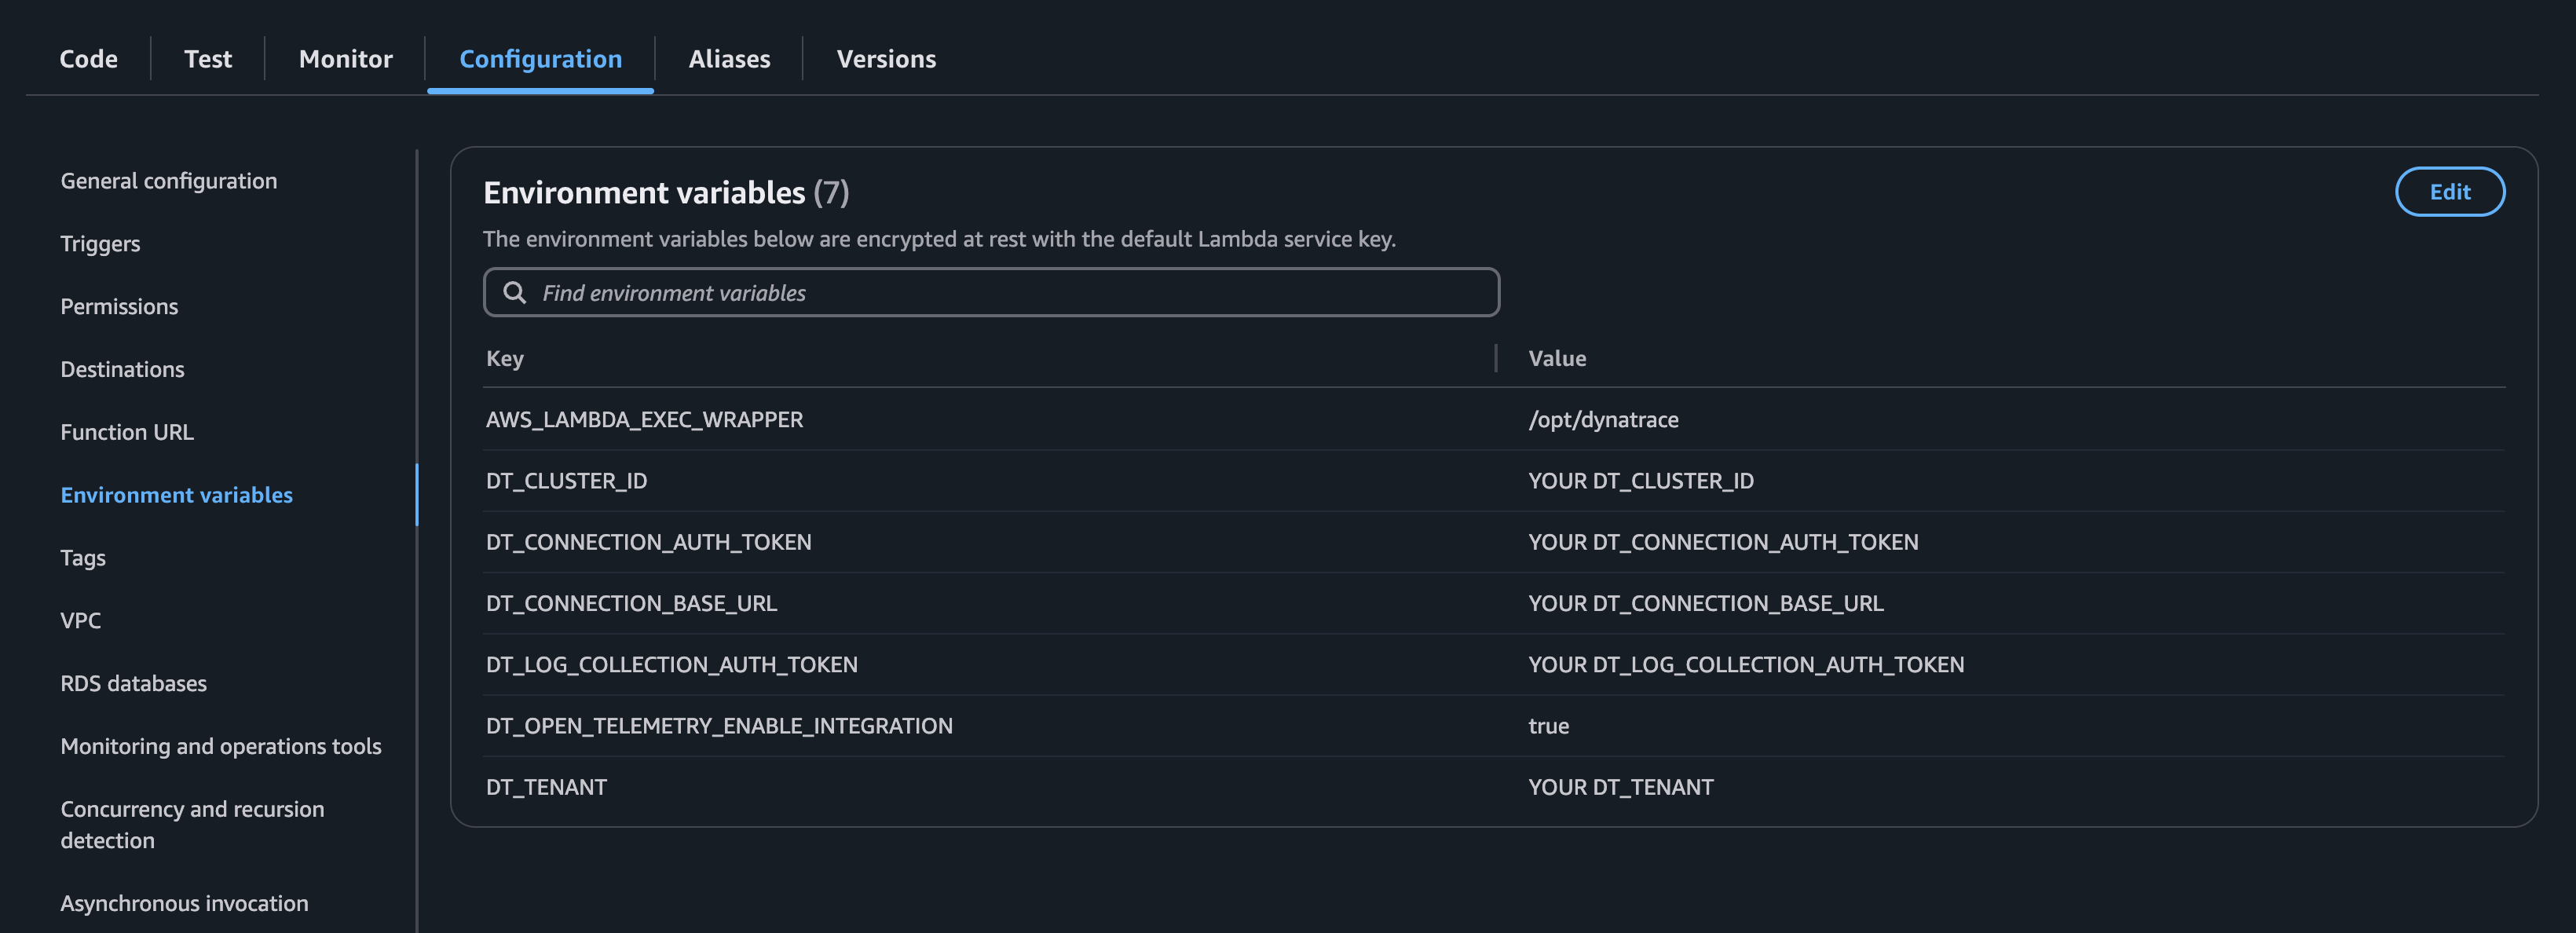 Code Test Monitor Configuration Aliases Versions
General configuration
Triggers
Permissions
Destinations
Function URL
Environment variables
Tags
VPC
RDS databases
Monitoring and operations tools
Concurrency and recursion
detection
Asynchronous invocation
Environment variables (7)
Edit
The environment variables below are encrypted at rest with the default Lambda service key.
Find environment variables
Key Value
AWS_LAMBDA_EXEC_WRAPPER /opt/dynatrace
DT_CLUSTER_ID YOUR DT_CLUSTER_ID
DT_CONNECTION_AUTH_TOKEN YOUR DT_CONNECTION_AUTH_TOKEN
DT_CONNECTION_BASE_URL YOUR DT_CONNECTION_BASE_URL
DT_LOG_COLLECTION_AUTH_TOKEN YOUR DT_LOG_COLLECTION_AUTH_TOKEN
DT_OPEN_TELEMETRY_ENABLE_INTEGRATION true
DT_TENANT YOUR DT_TENANT